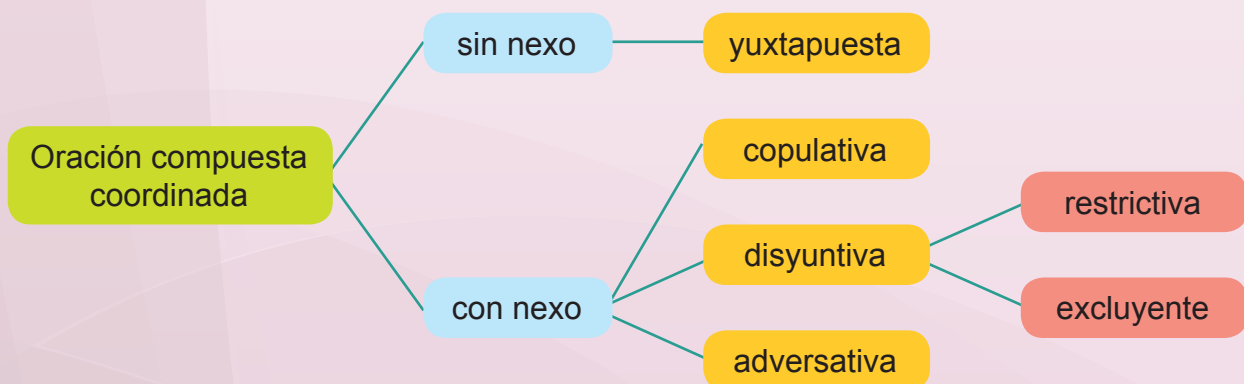 Oración compuesta
coordinada
sin nexo
yuxtapuesta
con nexo
copulativa
disyuntiva
restrictiva
excluyente
adversativa